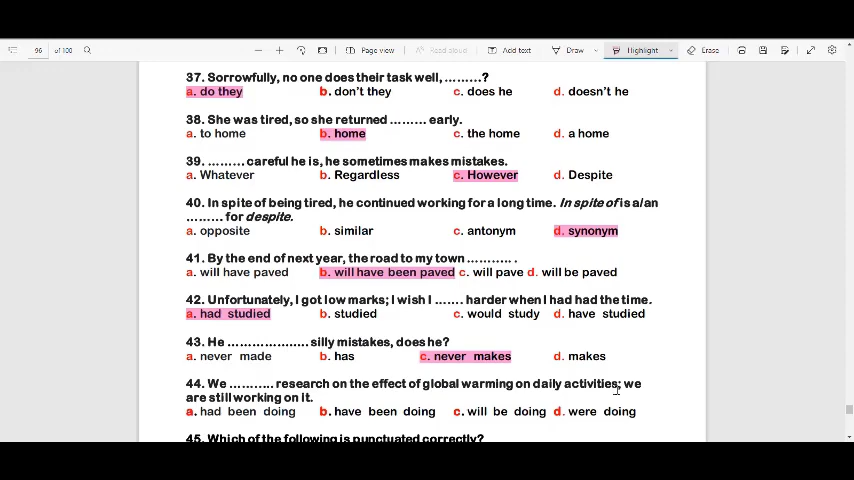 96 of 100 Page view Read aloud Add text Draw Highlight Erase
37. Sorrowfully, no one does their task well, .........?
a. do they b. don't they c. does he d. doesn't he
38. She was tired, so she returned ......... early.
a. to home b. home c. the home d. a home
39. ......... careful he is, he sometimes makes mistakes.
a. Whatever b. Regardless c. However d. Despite
40. In spite of being tired, he continued working for a long time. In spite of is a/an
......... for despite.
a. opposite b. similar c. antonym d. synonym
41. By the end of next year, the road to my town ........... .
a. will have paved b. will have been paved c. will pave d. will be paved
42. Unfortunately, I got low marks; I wish I ....... harder when I had had the time.
a. had studied b. studied c. would study d. have studied
43. He ..................... silly mistakes, does he?
a. never made b. has c. never makes d. makes
44. We ........... research on the effect of global warming on daily activities; we
are still working on it.
a. had been doing b. have been doing c. will be doing d. were doing
45. Which of the following is punctuated correctly?